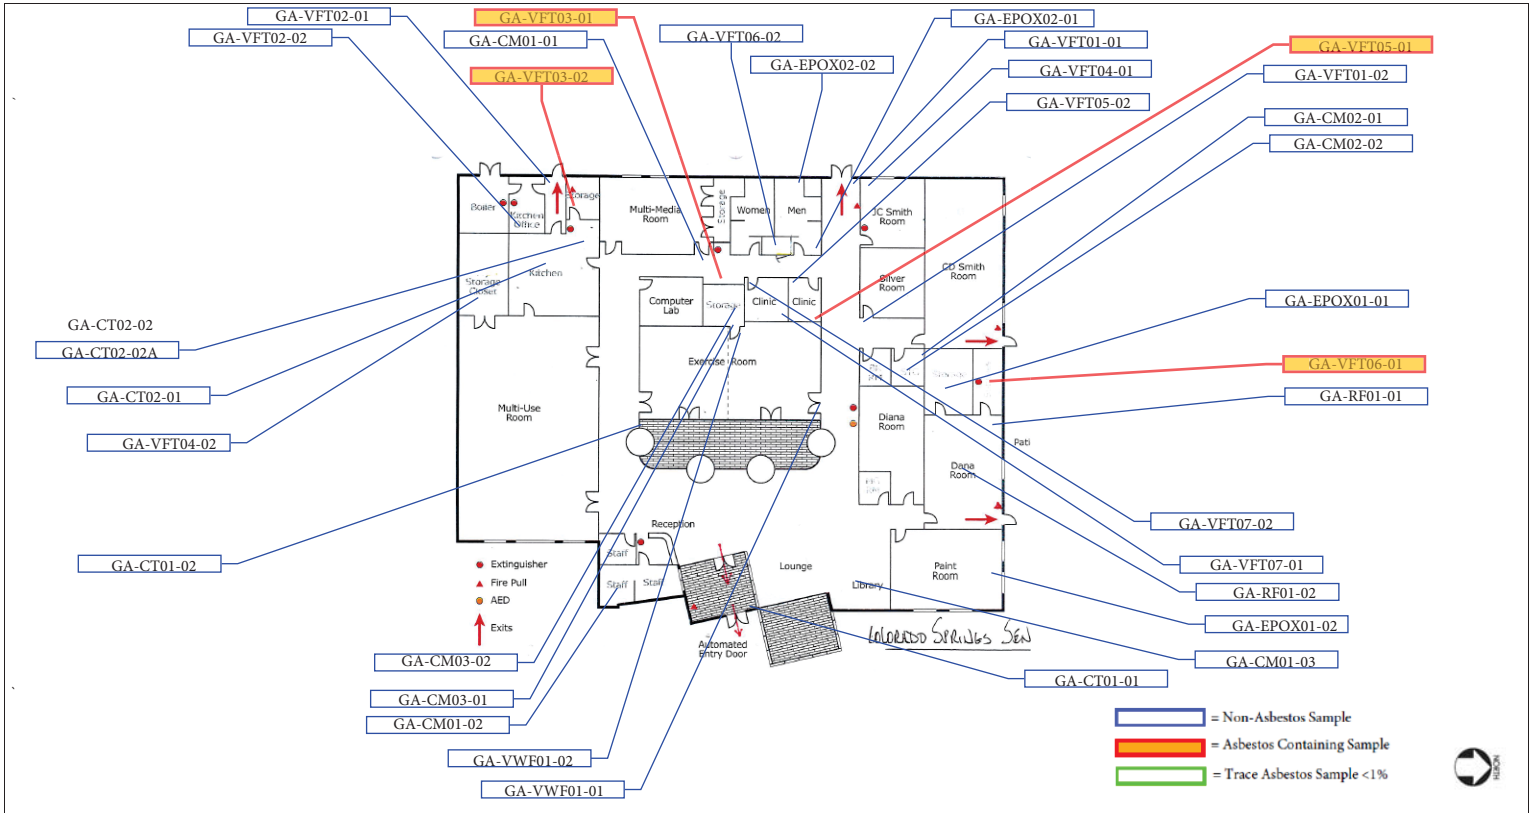 GA-VFT02-01
GA-VFT03-01
GA-EPOX02-01
GA-VFT02-02
GA-CM01-01
GA-VFT06-02
GA-VFT01-01
GA-VFT05-01
GA-VFT03-02
GA-EPOX02-02
GA-VFT04-01
GA-VFT01-02
GA-VFT05-02
GA-CM02-01
GA-CM02-02
Boiler
Kitchen
Office
Storage
Multi-Media
Room
Storage
Women
Men
JC Smith
Room
Storage
Closet
Kitchen
Silver
Room
CD Smith
Room
Computer
Lab
Storage
Clinic
Clinic
GA-EPOX01-01
GA-CT02-02
GA-CT02-02A
Exercise Room
GA-VFT06-01
GA-CT02-01
GA-RF01-01
Multi-Use
Room
Diana
Room
GA-VFT04-02
Pati
Dana
Room
Reception
GA-VFT07-02
Staff
GA-CT01-02
Extinguisher
Fire Pull
AED
Exits
Staff
Staff
Lounge
Library
Paint
Room
GA-VFT07-01
GA-RF01-02
GA-EPOX01-02
Automated
Entry Door
COLORADO SPRINGS SEN
GA-CM03-02
GA-CM01-03
GA-CT01-01
GA-CM03-01
GA-CM01-02
GA-VWF01-02
GA-VWF01-01
= Non-Asbestos Sample
= Asbestos Containing Sample
= Trace Asbestos Sample <1%
NORTH